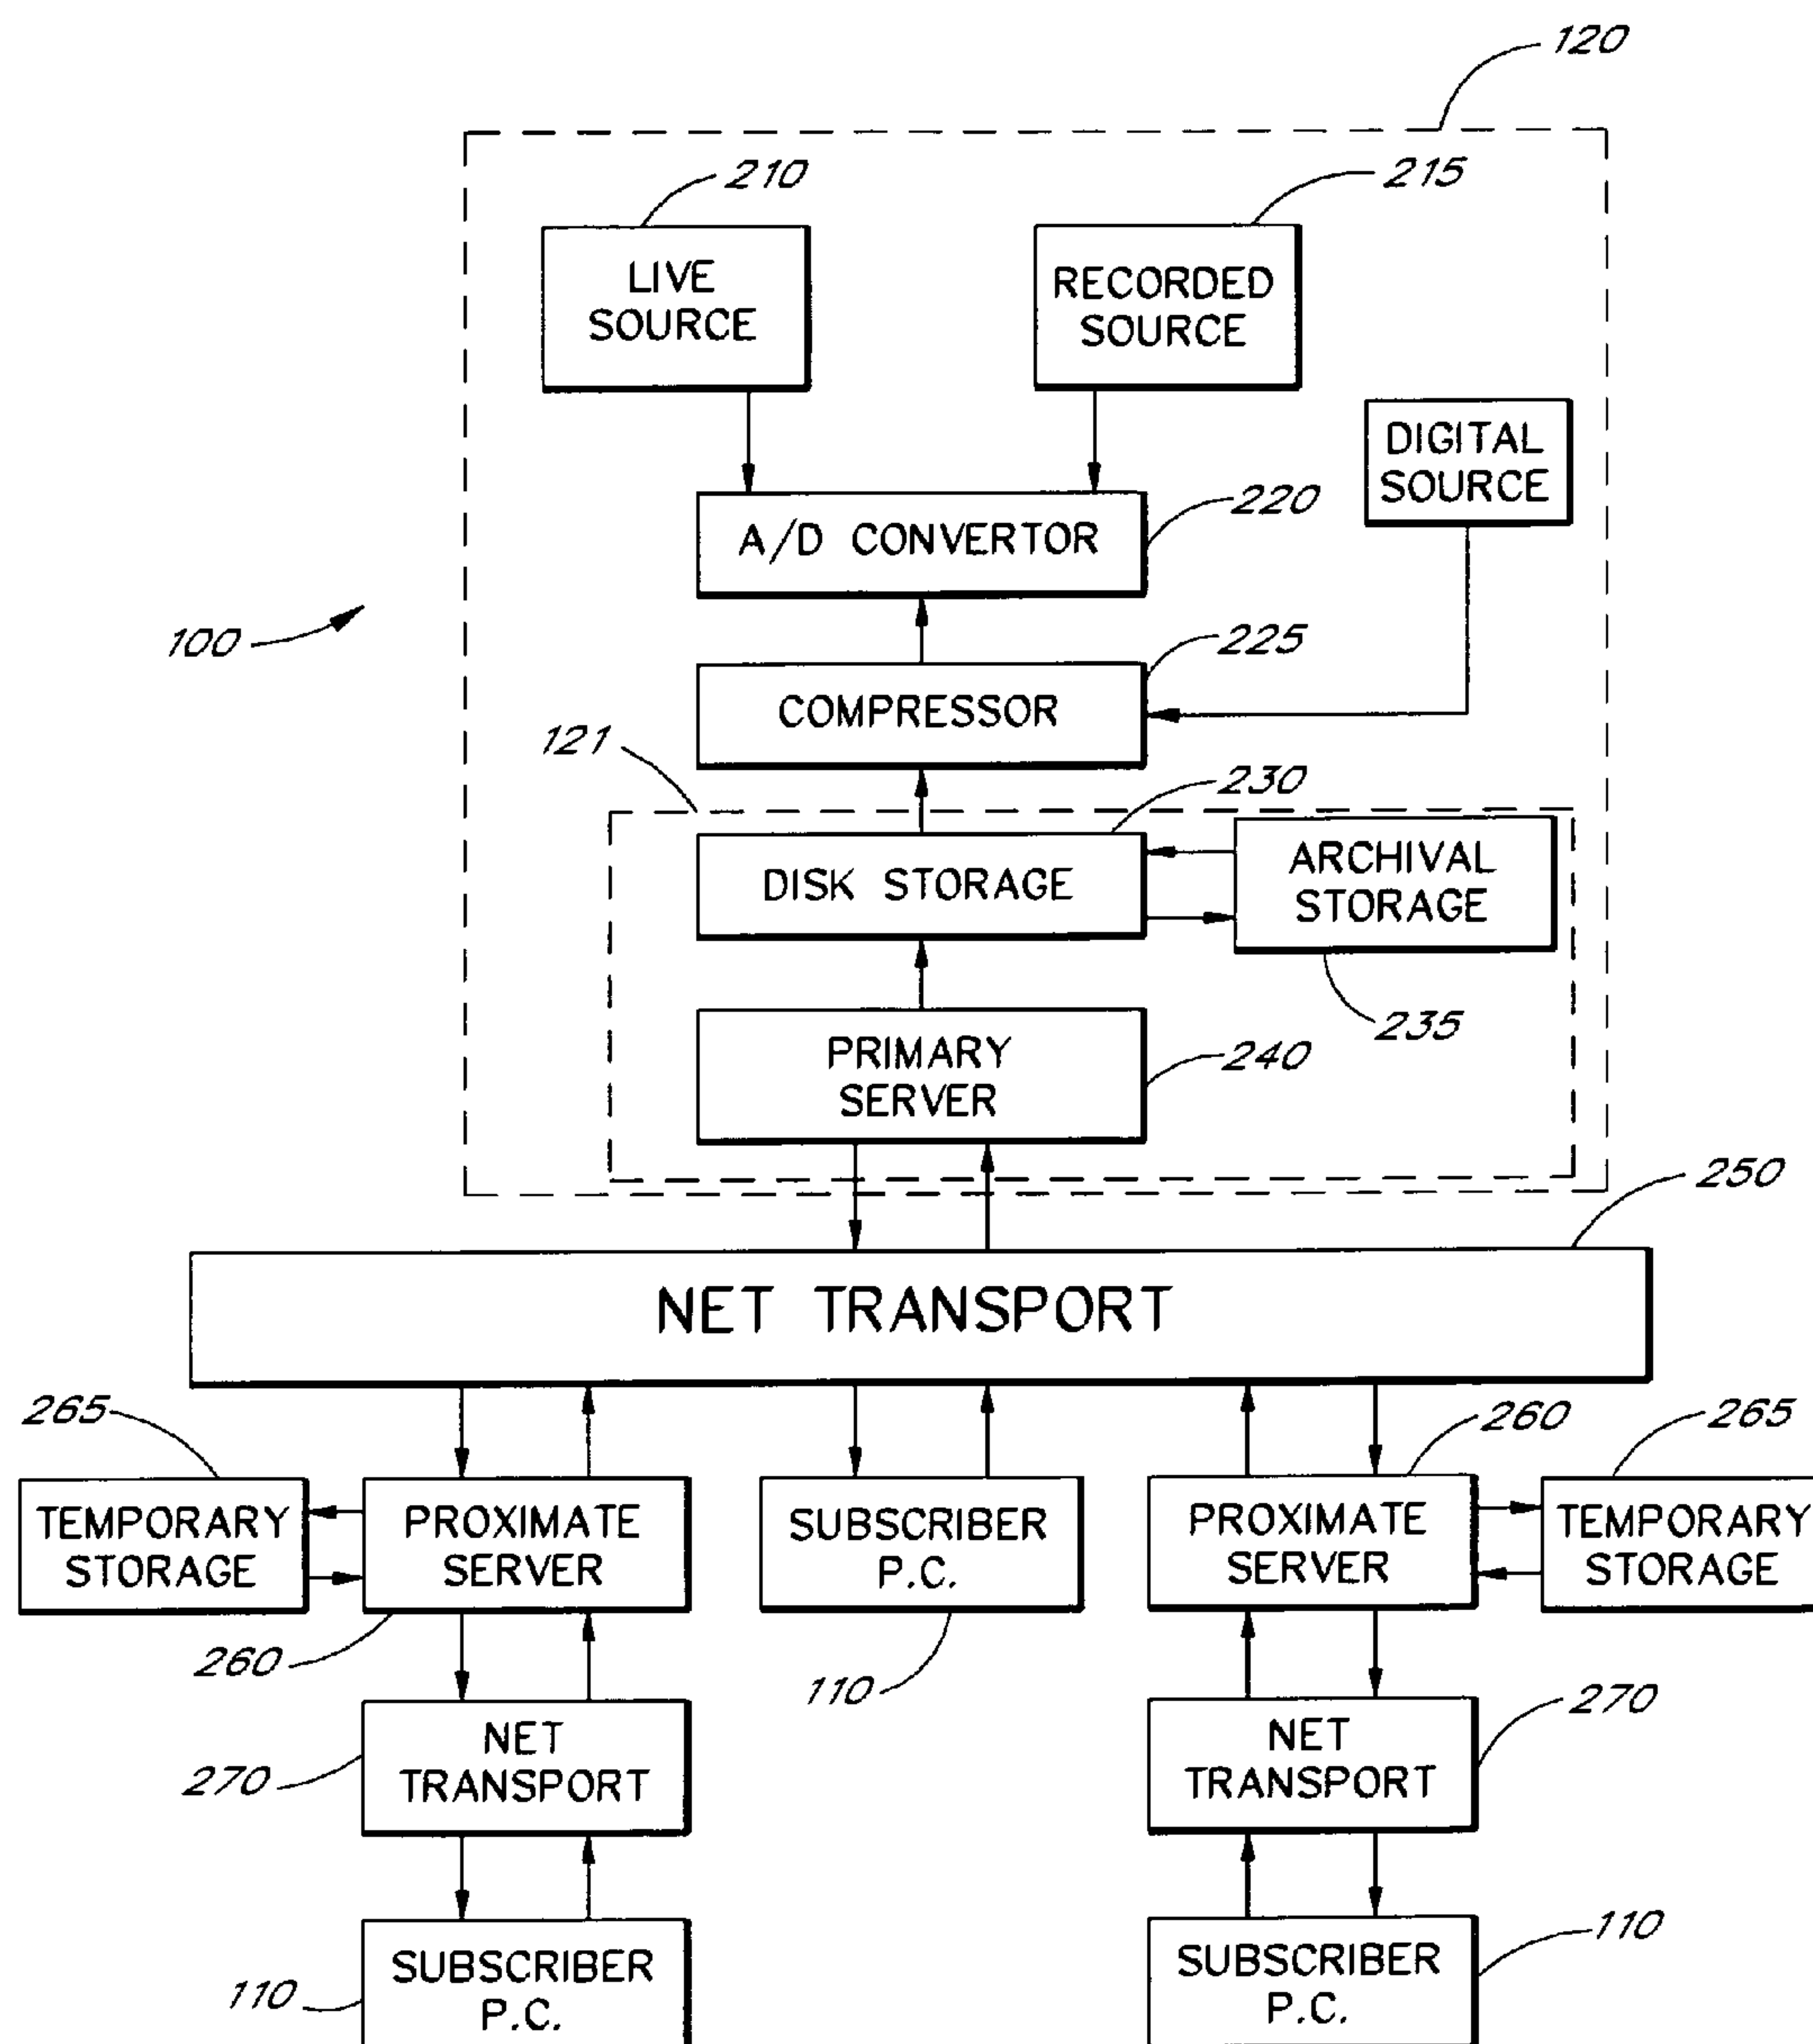 120
210
215
LIVE
SOURCE
RECORDED
SOURCE
DIGITAL
SOURCE
220
A/D CONVERTOR
100
225
COMPRESSOR
121
230
DISK STORAGE
ARCHIVAL
STORAGE
235
PRIMARY
SERVER
240
250
NET TRANSPORT
265
260
265
TEMPORARY
STORAGE
PROXIMATE
SERVER
SUBSCRIBER
P.C.
PROXIMATE
SERVER
TEMPORARY
STORAGE
260
110
270
NET
TRANSPORT
NET
TRANSPORT
270
110
SUBSCRIBER
P.C.
SUBSCRIBER
P.C.
110